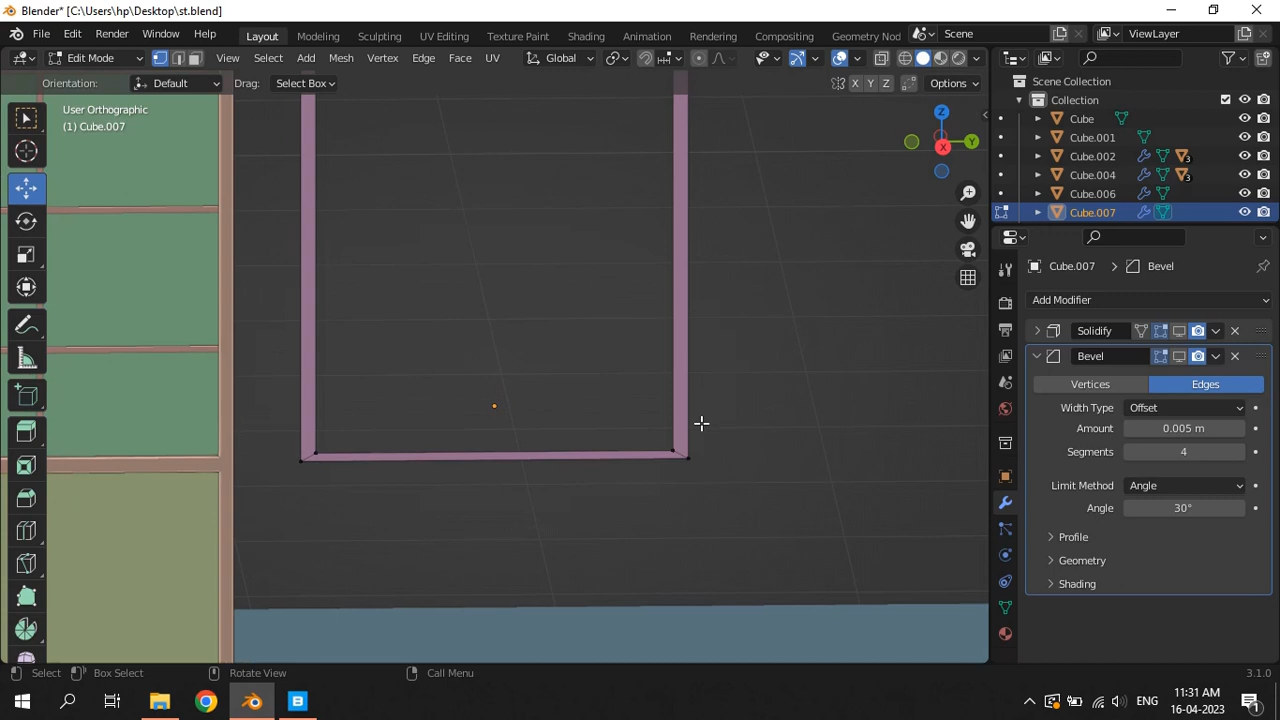 Blender* [C:\Users\hp\Desktop\st.blend]
File Edit Render Window Help Layout Modeling Sculpting UV Editing Texture Paint Shading Animation Rendering Compositing Geometry Nod Scene ViewLayer
Edit Mode View Select Add Mesh Vertex Edge Face UV Global
Orientation: Default Drag: Select Box X Y Z Options
User Orthographic
(1) Cube.007
Z
Y
X
Scene Collection
Collection
Cube
Cube.001
Cube.002 3
Cube.004 3
Cube.006
Cube.007
Cube.007 > Bevel
Add Modifier
Solidify
Bevel
Vertices Edges
Width Type Offset
Amount 0.005 m
Segments 4
Limit Method Angle
Angle 30°
Profile
Geometry
Shading
Select Box Select Rotate View Call Menu 3.1.0
B
11:31 AM
ENG
16-04-2023
1